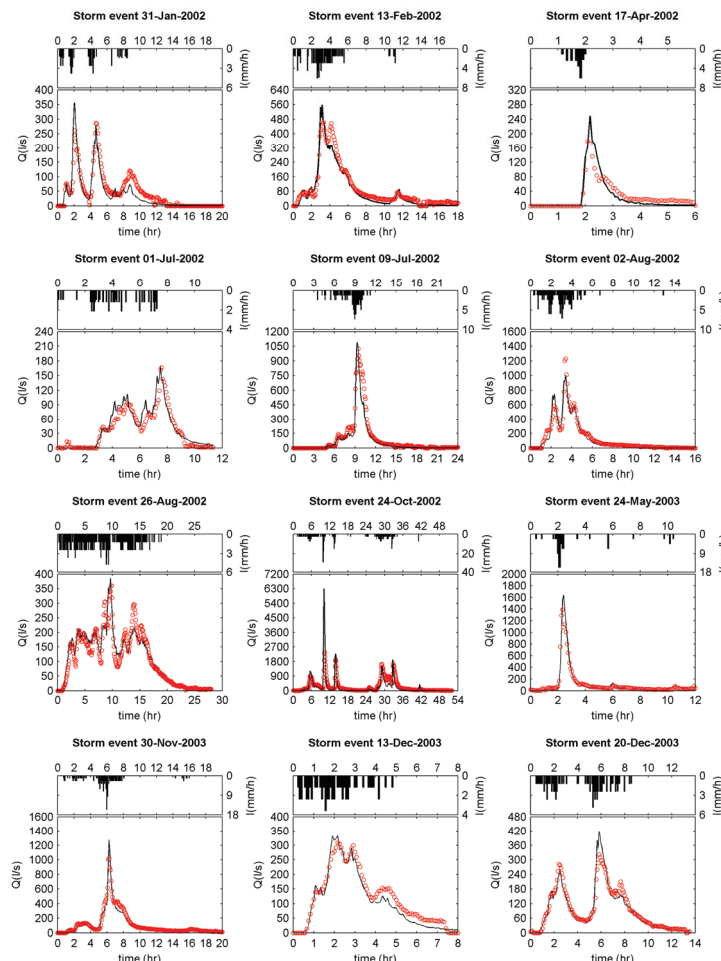 Storm event 31-Jan-2002
0 2 4 6 8 10 12 14 16 18 20
0
3
6
I(mm/h)
400
350
300
250
200
150
100
50
0
Q(l/s)
0 2 4 6 8 10 12 14 16 18 20
time (hr)
Storm event 13-Feb-2002
0 2 4 6 8 10 12 14 16 18
0
4
8
I(mm/h)
640
560
480
400
320
240
160
80
0
Q(l/s)
0 2 4 6 8 10 12 14 16 18
time (hr)
Storm event 17-Apr-2002
0 1 2 3 4 5
0
4
8
I(mm/h)
320
280
240
200
160
120
80
40
0
Q(l/s)
0 1 2 3 4 5 6
time (hr)
Storm event 01-Jul-2002
0 2 4 6 8 10
0
2
4
I(mm/h)
240
210
180
150
120
90
60
30
0
Q(l/s)
0 2 4 6 8 10 12
time (hr)
Storm event 09-Jul-2002
0 3 6 9 12 15 18 21
0
5
10
I(mm/h)
1200
1050
900
750
600
450
300
150
0
Q(l/s)
0 3 6 9 12 15 18 21 24
time (hr)
Storm event 02-Aug-2002
0 2 4 6 8 10 12 14
0
5
10
I(mm/h)
1600
1400
1200
1000
800
600
400
200
0
Q(l/s)
0 2 4 6 8 10 12 14 16
time (hr)
Storm event 26-Aug-2002
0 5 10 15 20 25
0
3
6
I(mm/h)
400
350
300
250
200
150
100
50
0
Q(l/s)
0 5 10 15 20 25 30
time (hr)
Storm event 24-Oct-2002
0 6 12 18 24 30 36 42 48
0
20
40
I(mm/h)
7200
6300
5400
4500
3600
2700
1800
900
0
Q(l/s)
0 6 12 18 24 30 36 42 48 54
time (hr)
Storm event 24-May-2003
0 2 4 6 8 10
0
9
18
I(mm/h)
2000
1800
1600
1400
1200
1000
800
600
400
200
0
Q(l/s)
0 2 4 6 8 10 12
time (hr)
Storm event 30-Nov-2003
0 2 4 6 8 10 12 14 16 18
0
9
18
I(mm/h)
1600
1400
1200
1000
800
600
400
200
0
Q(l/s)
0 2 4 6 8 10 12 14 16 18 20
time (hr)
Storm event 13-Dec-2003
0 1 2 3 4 5 6 7 8
0
2
4
I(mm/h)
400
350
300
250
200
150
100
50
0
Q(l/s)
1 2 3 4 5 6 7 8
time (hr)
Storm event 20-Dec-2003
0 2 4 6 8 10 12
0
3
6
I(mm/h)
480
420
360
300
240
180
120
60
0
Q(l/s)
0 2 4 6 8 10 12 14
time (hr)